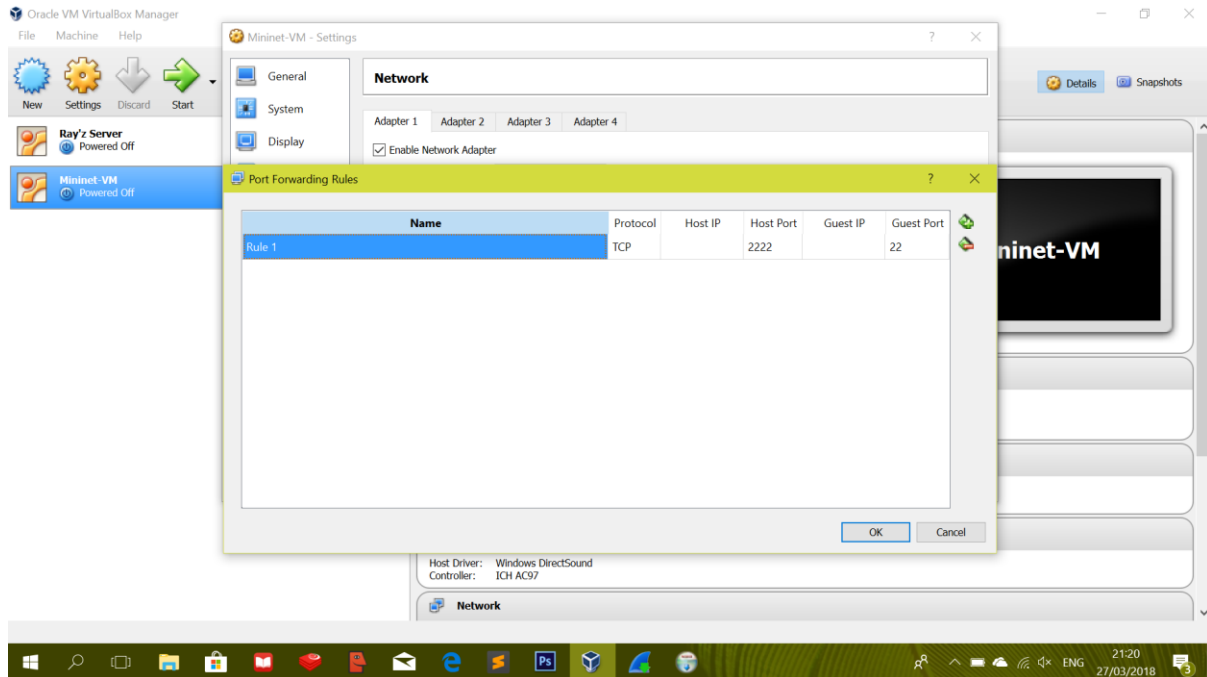 Oracle VM VirtualBox Manager
File Machine Help
New Settings Discard Start
Details Snapshots
Ray'z Server
Powered Off
Mininet-VM
Powered Off
Mininet-VM - Settings
General
System
Display
Network
Adapter 1 Adapter 2 Adapter 3 Adapter 4
Enable Network Adapter
Port Forwarding Rules
Name Protocol Host IP Host Port Guest IP Guest Port
Rule 1 TCP 2222 22
OK Cancel
ninet-VM
Host Driver: Windows DirectSound
Controller: ICH AC97
Network
Ps
ENG
21:20
27/03/2018
3